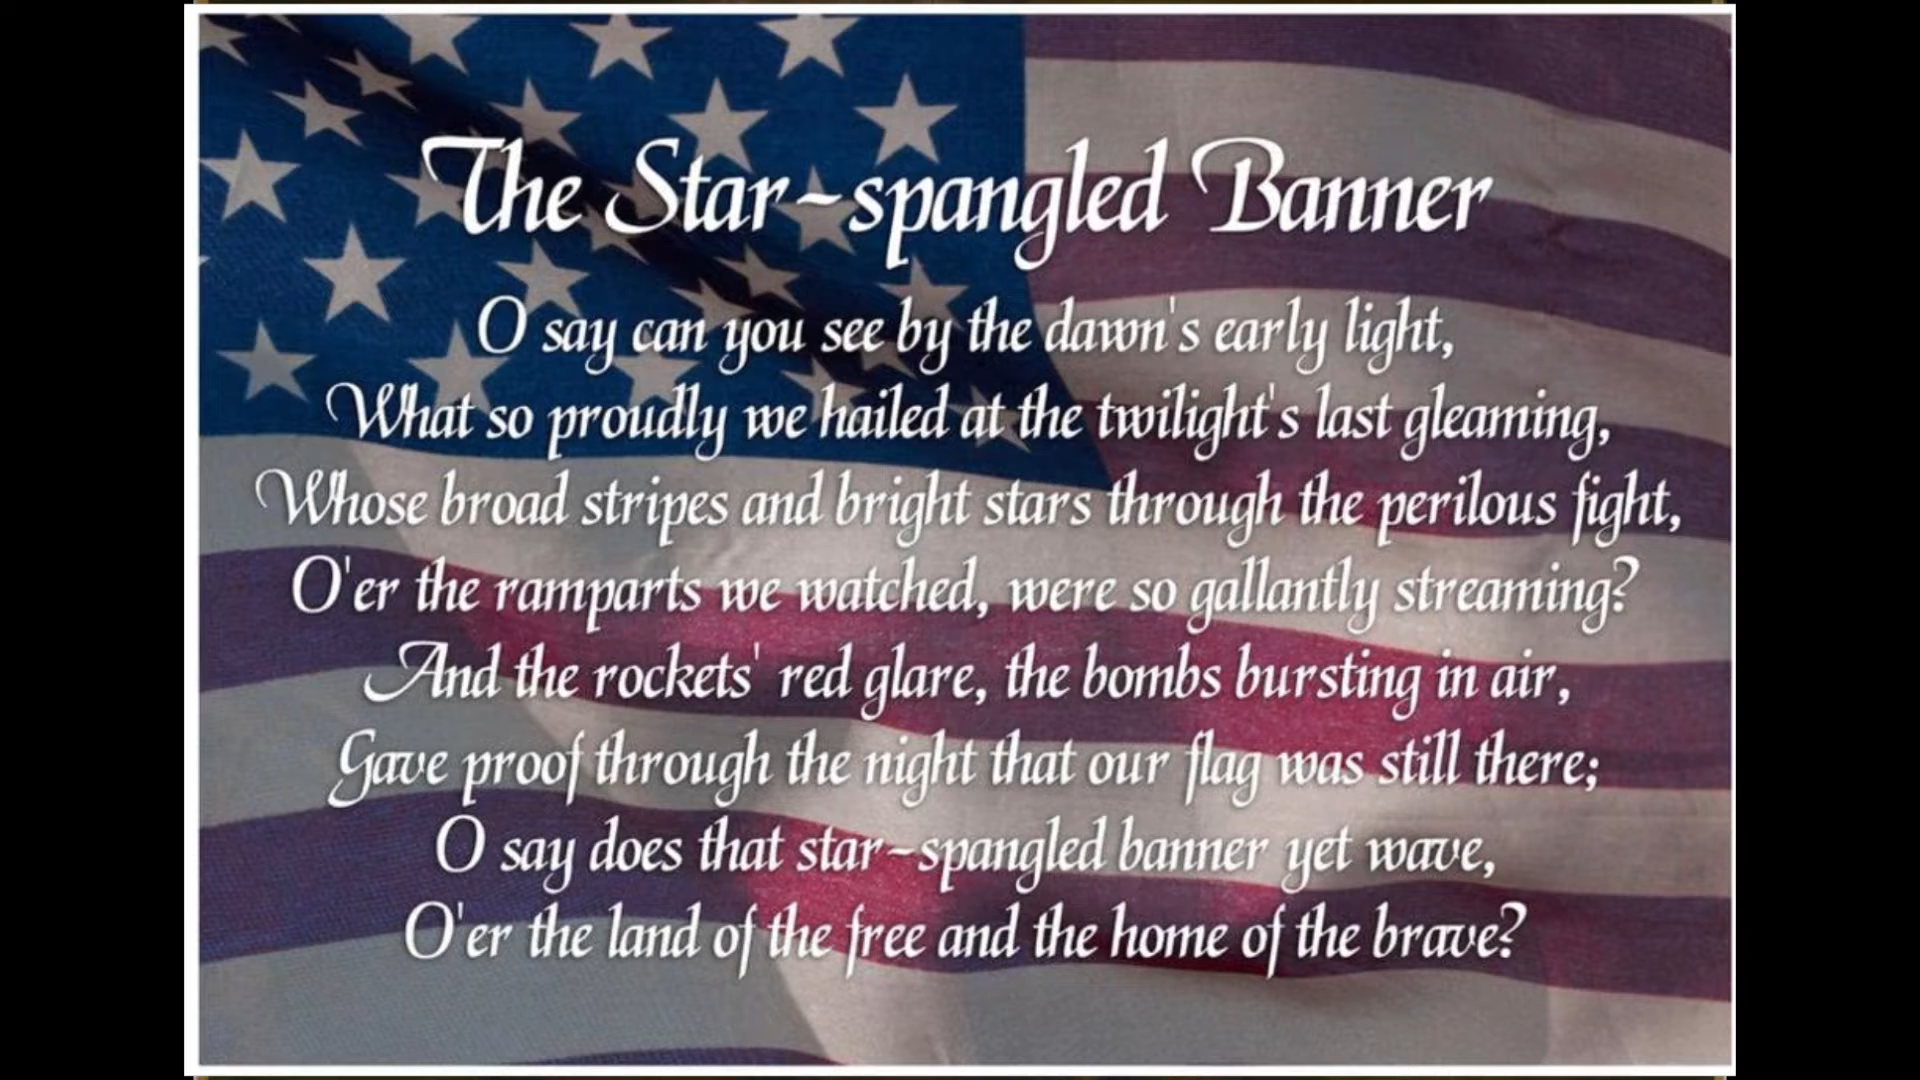 The Star-spangled Banner
O say can you see by the dawn's early light,
What so proudly we hailed at the twilight's last gleaming,
Whose broad stripes and bright stars through the perilous fight,
O'er the ramparts we watched, were so gallantly streaming?
And the rockets' red glare, the bombs bursting in air,
Gave proof through the night that our flag was still there;
O say does that star-spangled banner yet wave,
O'er the land of the free and the home of the brave?